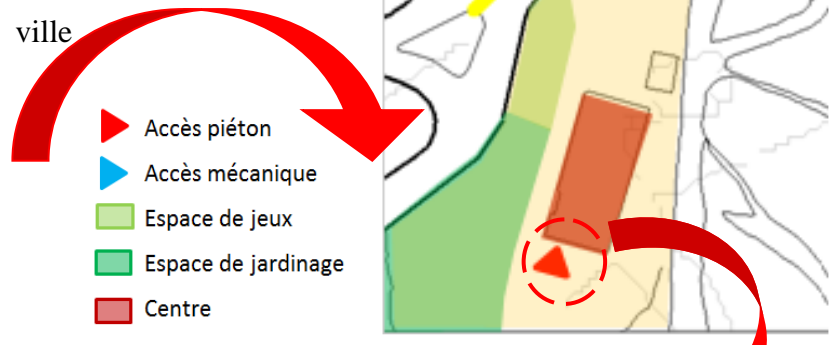 ville
Accès piéton
Accès mécanique
Espace de jeux
Espace de jardinage
Centre